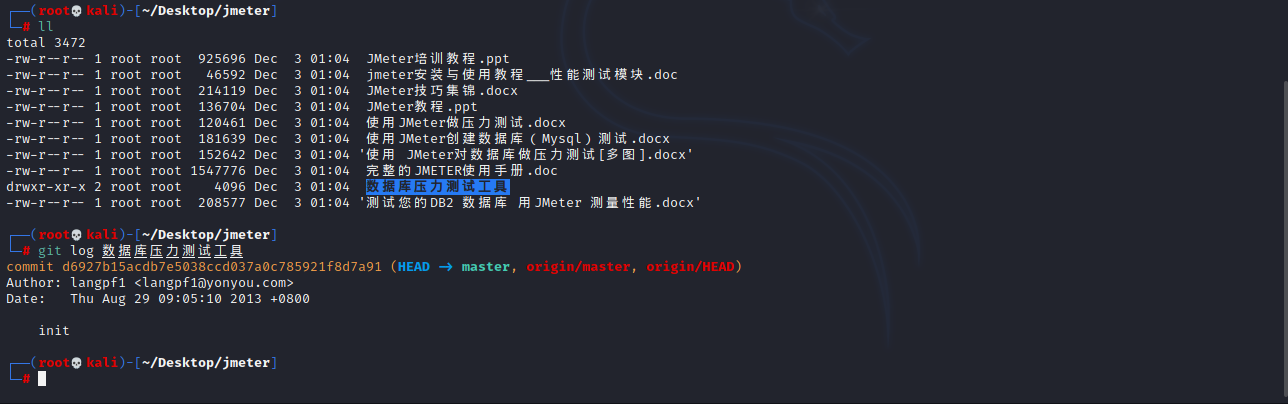 ┌──(root💀kali)-[~/Desktop/jmeter]
└─# ll
total 3472
-rw-r--r-- 1 root root  925696 Dec  3 01:04  JMeter培训教程.ppt
-rw-r--r-- 1 root root   46592 Dec  3 01:04  jmeter安装与使用教程___性能测试模块.doc
-rw-r--r-- 1 root root  214119 Dec  3 01:04  JMeter技巧集锦.docx
-rw-r--r-- 1 root root  136704 Dec  3 01:04  JMeter教程.ppt
-rw-r--r-- 1 root root  120461 Dec  3 01:04  使用JMeter做压力测试.docx
-rw-r--r-- 1 root root  181639 Dec  3 01:04  使用JMeter创建数据库（Mysql）测试.docx
-rw-r--r-- 1 root root  152642 Dec  3 01:04 '使用 JMeter对数据库做压力测试[多图].docx'
-rw-r--r-- 1 root root 1547776 Dec  3 01:04  完整的JMETER使用手册.doc
drwxr-xr-x 2 root root    4096 Dec  3 01:04  数据库压力测试工具
-rw-r--r-- 1 root root  208577 Dec  3 01:04 '测试您的DB2 数据库 用JMeter 测量性能.docx'
┌──(root💀kali)-[~/Desktop/jmeter]
└─# git log 数据库压力测试工具
commit d6927b15acdb7e5038ccd037a0c785921f8d7a91 (HEAD → master, origin/master, origin/HEAD)
Author: langpf1 <langpf1@yonyou.com>
Date:   Thu Aug 29 09:05:10 2013 +0800
    init
┌──(root💀kali)-[~/Desktop/jmeter]
└─#